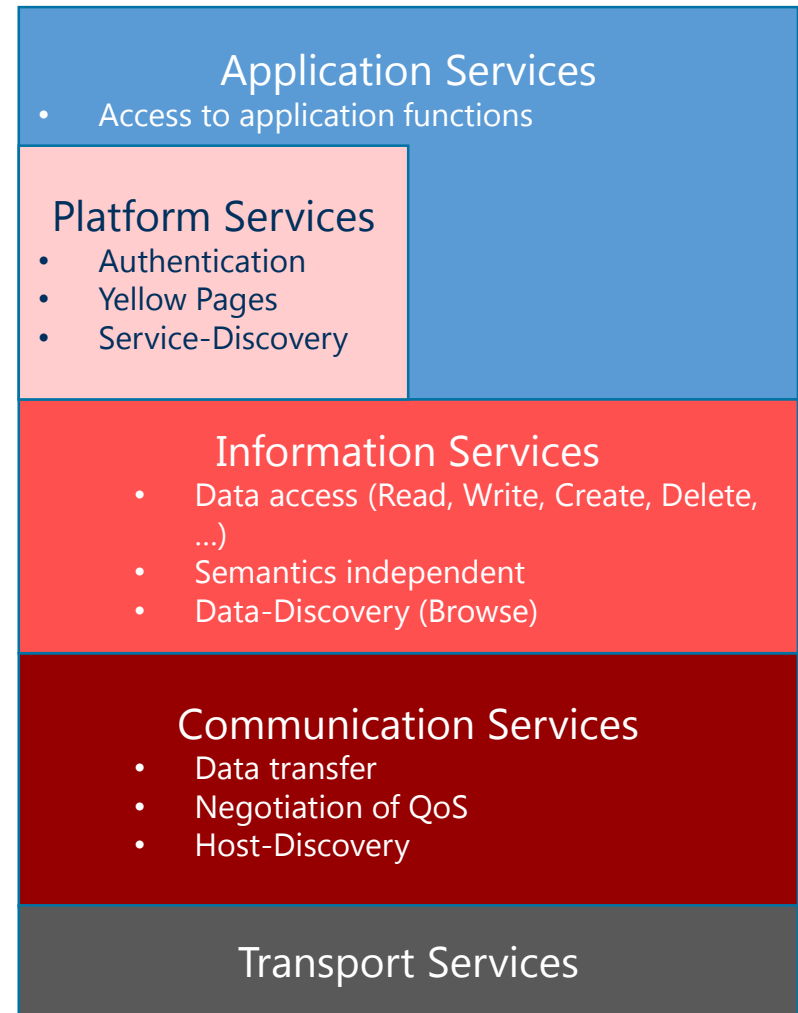 Application Services
• Access to application functions
Platform Services
• Authentication
• Yellow Pages
• Service-Discovery
Information Services
• Data access (Read, Write, Create, Delete,
...)
• Semantics independent
• Data-Discovery (Browse)
Communication Services
• Data transfer
• Negotiation of QoS
• Host-Discovery
Transport Services